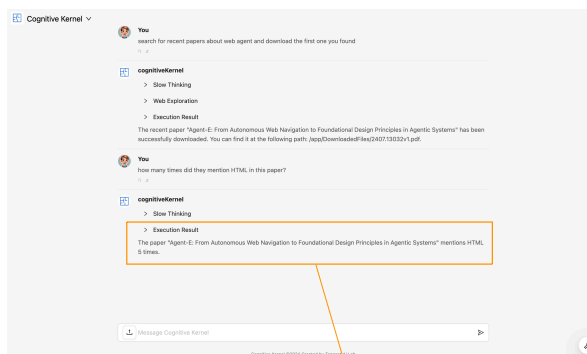 Cognitive Kernel
You
search for recent papers about web agent and download the first one you found
cognitiveKernel
Slow Thinking
Web Exploration
Execution Result
The recent paper "Agent-E: From Autonomous Web Navigation to Foundational Design Principles in Agentic Systems" has been
successfully downloaded. You can find it at the following path: /app/DownloadedFiles/2407.13032v1.pdf.
You
how many times did they mention HTML in this paper?
cognitiveKernel
Slow Thinking
Execution Result
The paper "Agent-E: From Autonomous Web Navigation to Foundational Design Principles in Agentic Systems" mentions HTML
5 times.
Message Cognitive Kernel